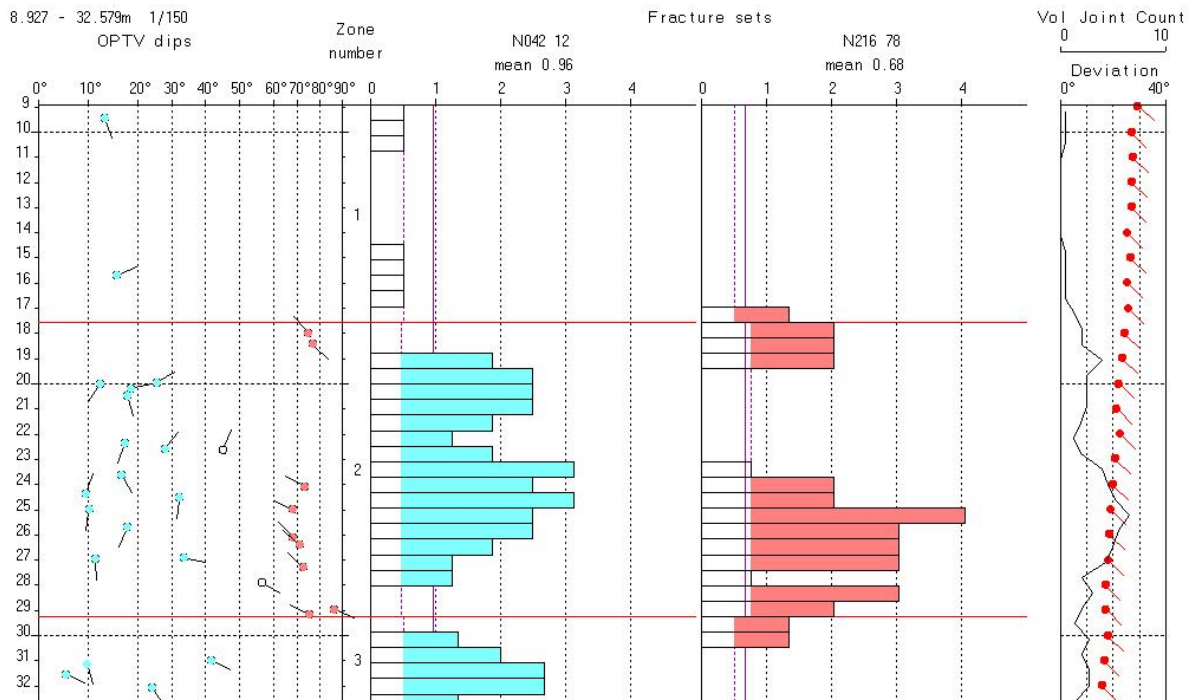 8.927 - 32.579m 1/150
Fracture sets
Vol Joint Count
OPTV dips
Zone number
N042 12
mean 0.96
N216 78
mean 0.68
0 10
Deviation
0° 10° 20° 30° 40° 50° 60° 70° 80° 90°
0 1 2 3 4
0 1 2 3 4
0° 40°
9
10
11
12
13
14
15
16
17
18
19
20
21
22
23
24
25
26
27
28
29
30
31
32
1
2
3